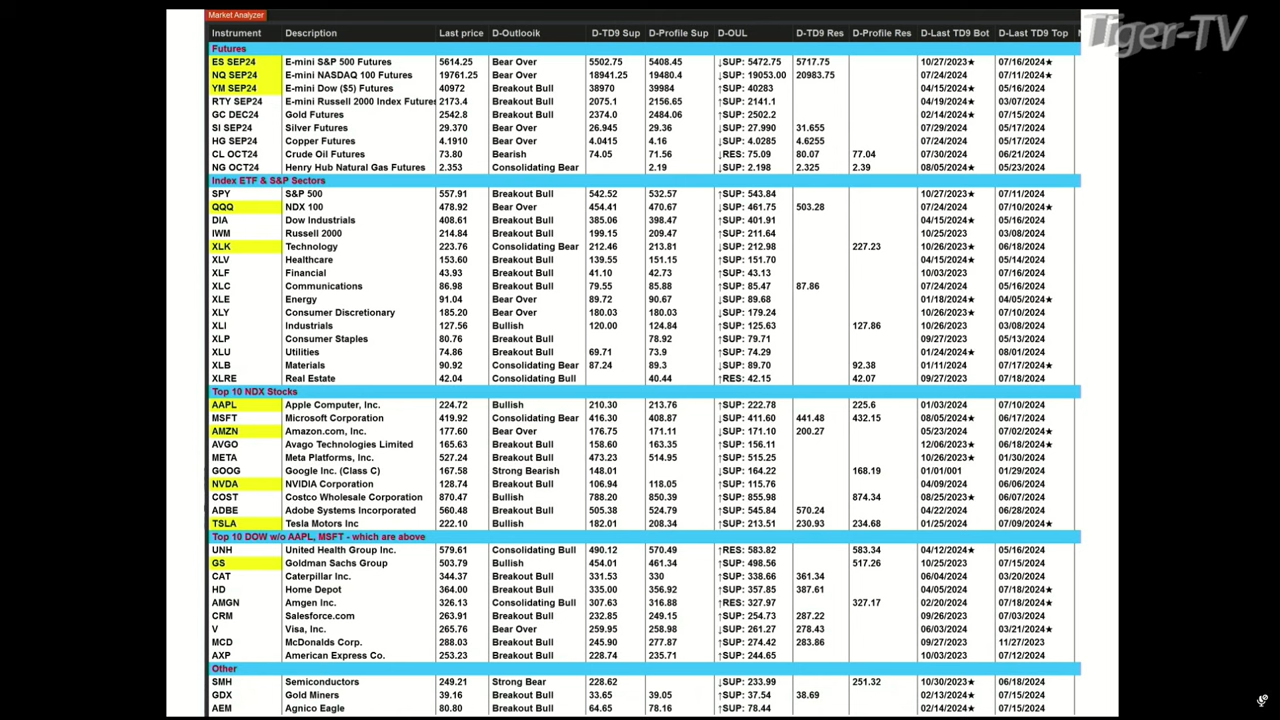 Market Analyzer
Tiger-TV
Instrument Description Last price D-Outlooik D-TD9 Sup D-Profile Sup D-OUL D-TD9 Res D-Profile Res D-Last TD9 Bot D-Last TD9 Top
Futures
ES SEP24 E-mini S&P 500 Futures 5614.25 Bear Over 5502.75 5408.45 ↓SUP: 5472.75 5717.75 10/27/2023★ 07/16/2024★
NQ SEP24 E-mini NASDAQ 100 Futures 19761.25 Bear Over 18941.25 19480.4 ↓SUP: 19053.00 20983.75 07/24/2024 07/11/2024★
YM SEP24 E-mini Dow ($5) Futures 40972 Breakout Bull 38970 39984 ↑SUP: 40283 04/15/2024★ 05/16/2024
RTY SEP24 E-mini Russell 2000 Index Futures 2173.4 Breakout Bull 2075.1 2156.65 ↑SUP: 2141.1 04/19/2024★ 03/07/2024
GC DEC24 Gold Futures 2542.8 Breakout Bull 2374.0 2484.06 ↑SUP: 2502.2 02/14/2024★ 07/15/2024
SI SEP24 Silver Futures 29.370 Bear Over 26.945 29.36 ↓SUP: 27.990 31.655 07/29/2024 05/17/2024
HG SEP24 Copper Futures 4.1910 Bear Over 4.0415 4.16 ↓SUP: 4.0285 4.6255 07/24/2024 05/17/2024
CL OCT24 Crude Oil Futures 73.80 Bearish 74.05 71.56 ↓RES: 75.09 80.07 77.04 07/30/2024 06/21/2024
NG OCT24 Henry Hub Natural Gas Futures 2.353 Consolidating Bear 2.19 ↓SUP: 2.198 2.325 2.39 08/05/2024★ 05/23/2024
Index ETF & S&P Sectors
SPY S&P 500 557.91 Breakout Bull 542.52 532.57 ↑SUP: 543.84 10/27/2023★ 07/11/2024
QQQ NDX 100 478.92 Bear Over 454.41 470.67 ↓SUP: 461.75 503.28 07/24/2024 07/10/2024★
DIA Dow Industrials 408.61 Breakout Bull 385.06 398.47 ↑SUP: 401.91 04/15/2024★ 05/16/2024
IWM Russell 2000 214.84 Breakout Bull 199.15 209.47 ↑SUP: 211.64 10/25/2023 03/08/2024
XLK Technology 223.76 Consolidating Bear 212.46 213.81 ↓SUP: 212.98 227.23 10/26/2023★ 06/18/2024
XLV Healthcare 153.60 Breakout Bull 139.55 151.15 ↑SUP: 151.70 04/15/2024★ 05/14/2024
XLF Financial 43.93 Breakout Bull 41.10 42.73 ↑SUP: 43.13 10/03/2023 07/16/2024
XLC Communications 86.98 Breakout Bull 79.55 85.88 ↑SUP: 85.47 87.86 07/24/2024 05/16/2024
XLE Energy 91.04 Bear Over 89.72 90.67 ↓SUP: 89.68 01/18/2024★ 04/05/2024★
XLY Consumer Discretionary 185.20 Bear Over 180.03 180.03 ↓SUP: 179.24 10/26/2023★ 07/10/2024
XLI Industrials 127.56 Bullish 120.00 124.84 ↑SUP: 125.63 127.86 10/26/2023 03/08/2024
XLP Consumer Staples 80.76 Breakout Bull 78.92 ↑SUP: 79.71 09/27/2023 05/13/2024
XLU Utilities 74.86 Breakout Bull 69.71 73.9 ↑SUP: 74.29 01/24/2024★ 08/01/2024
XLB Materials 90.92 Consolidating Bear 87.24 89.3 ↓SUP: 89.70 92.38 01/11/2024 07/17/2024★
XLRE Real Estate 42.04 Consolidating Bull 40.44 ↑RES: 42.15 42.07 09/27/2023 07/18/2024
Top 10 NDX Stocks
AAPL Apple Computer, Inc. 224.72 Bullish 210.30 213.76 ↑SUP: 222.78 225.6 01/03/2024 07/10/2024
MSFT Microsoft Corporation 419.92 Consolidating Bear 416.30 408.87 ↓SUP: 411.60 441.48 432.15 08/05/2024★ 06/17/2024
AMZN Amazon.com, Inc. 177.60 Bear Over 176.75 171.11 ↓SUP: 171.10 200.27 05/23/2024 07/02/2024★
AVGO Avago Technologies Limited 165.63 Breakout Bull 158.60 163.35 ↑SUP: 156.11 12/06/2023★ 06/18/2024★
META Meta Platforms, Inc. 527.24 Breakout Bull 473.23 514.95 ↑SUP: 515.25 10/26/2023★ 01/30/2024
GOOG Google Inc. (Class C) 167.58 Strong Bearish 148.01 ↓SUP: 164.22 168.19 01/01/001 01/29/2024
NVDA NVIDIA Corporation 128.74 Breakout Bull 106.94 118.05 ↑SUP: 115.76 04/09/2024 06/06/2024
COST Costco Wholesale Corporation 870.47 Bullish 788.20 850.39 ↑SUP: 855.98 874.34 08/25/2023★ 06/07/2024
ADBE Adobe Systems Incorporated 560.48 Breakout Bull 505.38 524.79 ↑SUP: 545.84 570.24 04/22/2024 06/28/2024
TSLA Tesla Motors Inc 222.10 Bullish 182.01 208.34 ↑SUP: 213.51 230.93 234.68 01/25/2024 07/09/2024★
Top 10 DOW w/o AAPL, MSFT - which are above
UNH United Health Group Inc. 579.61 Consolidating Bull 490.12 570.49 ↑RES: 583.82 583.34 04/12/2024★ 05/16/2024
GS Goldman Sachs Group 503.79 Bullish 454.01 461.34 ↑SUP: 498.56 517.26 10/25/2023 07/15/2024
CAT Caterpillar Inc. 344.37 Breakout Bull 331.53 330 ↑SUP: 338.66 361.34 06/04/2024 03/20/2024
HD Home Depot 364.00 Breakout Bull 335.00 356.92 ↑SUP: 357.85 387.61 04/05/2024 07/18/2024★
AMGN Amgen Inc. 326.13 Consolidating Bull 307.63 316.88 ↑RES: 327.97 327.17 02/20/2024 07/18/2024★
CRM Salesforce.com 263.91 Breakout Bull 232.85 249.15 ↑SUP: 254.73 287.22 09/26/2023 07/03/2024
V Visa, Inc. 265.76 Bear Over 259.95 258.98 ↓SUP: 261.27 278.43 06/03/2024 03/21/2024★
MCD McDonalds Corp. 288.03 Breakout Bull 245.90 277.87 ↑SUP: 274.42 283.86 09/27/2023 11/27/2023
AXP American Express Co. 253.23 Breakout Bull 228.74 235.71 ↑SUP: 244.65 10/03/2023 07/12/2024
Other
SMH Semiconductors 249.21 Strong Bear 228.62 ↓SUP: 233.99 251.32 10/30/2023★ 06/18/2024
GDX Gold Miners 39.16 Breakout Bull 33.65 39.05 ↑SUP: 37.54 38.69 02/13/2024★ 07/15/2024
AEM Agnico Eagle 80.80 Breakout Bull 64.65 78.16 ↑SUP: 78.44 02/14/2024★ 07/15/2024